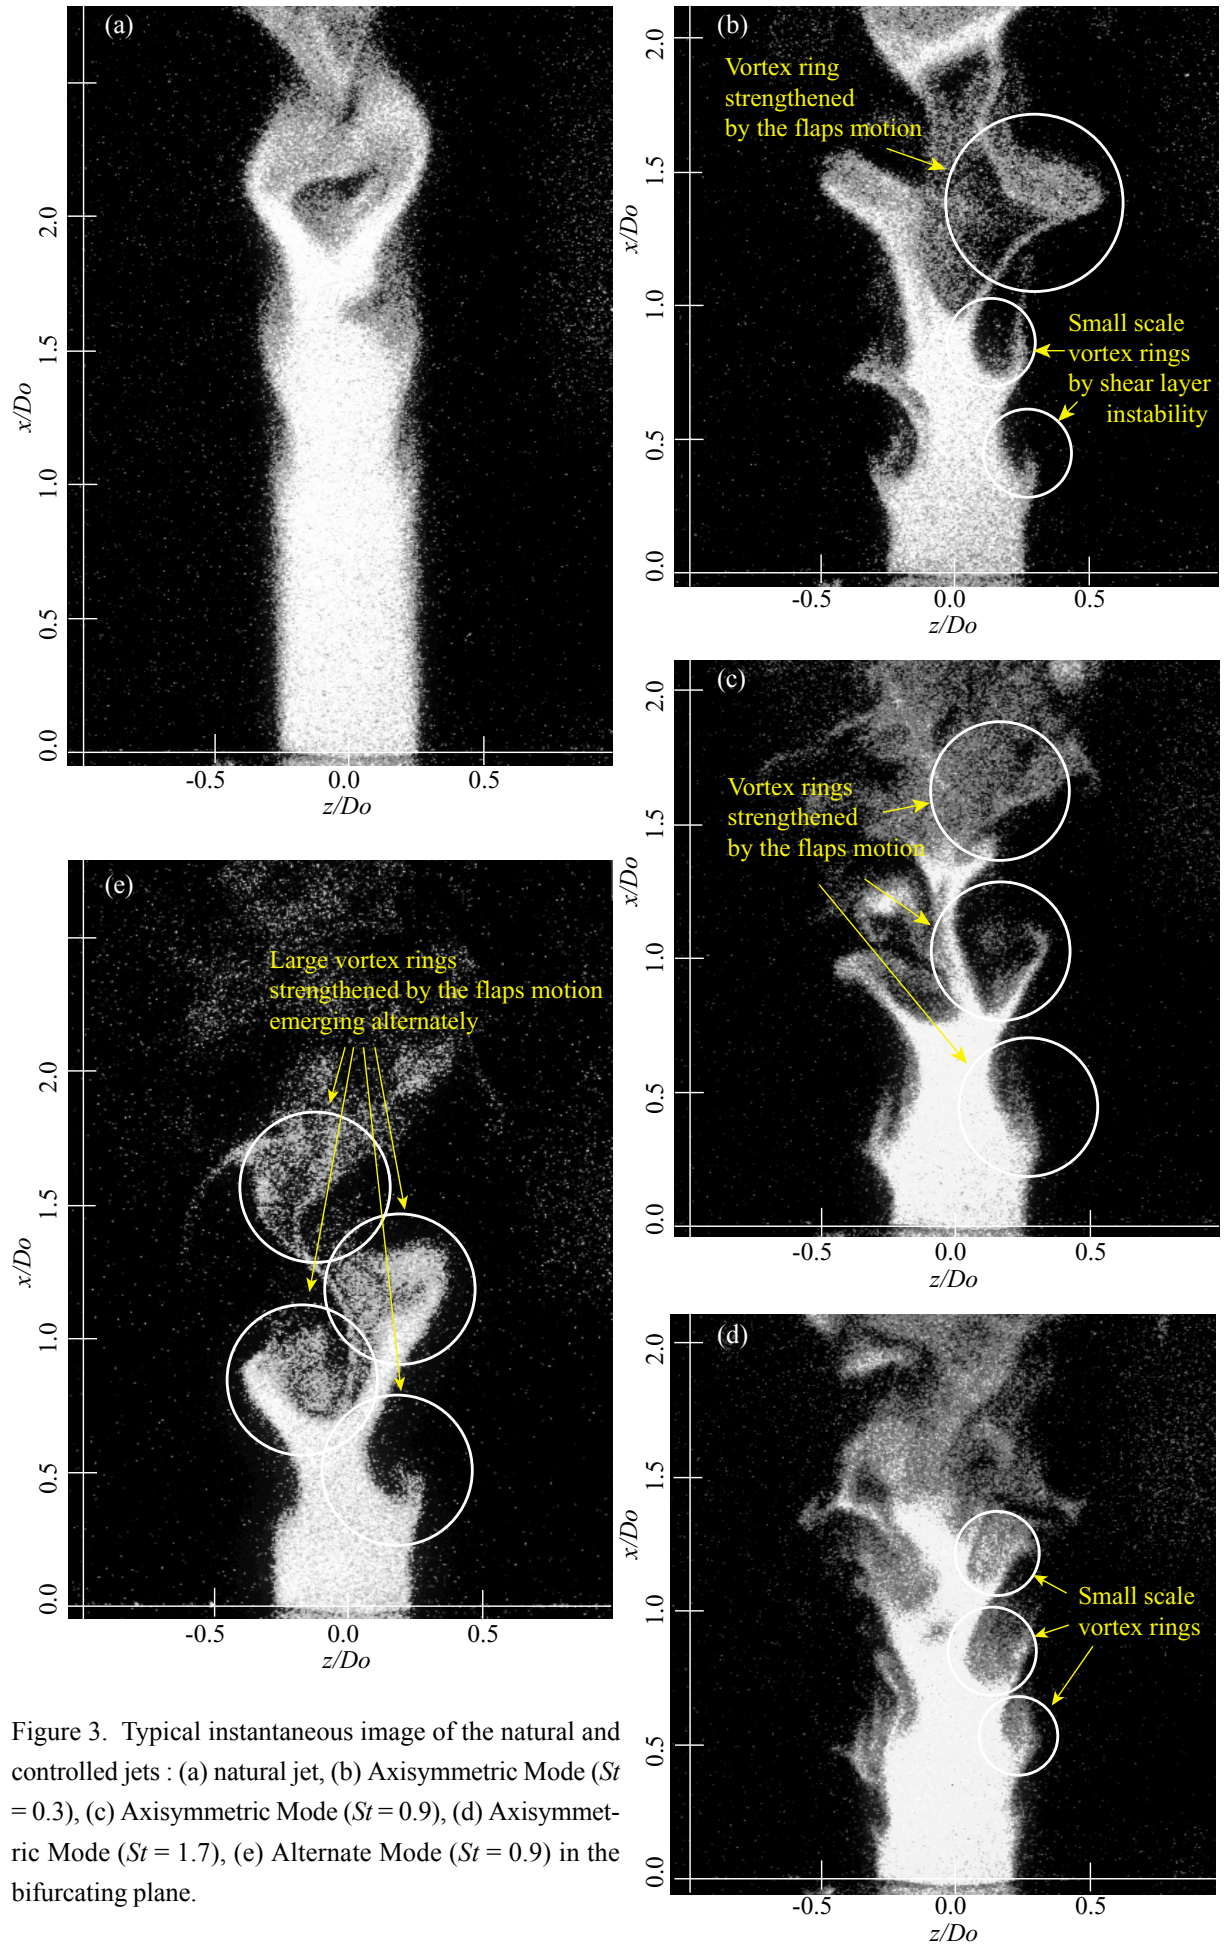 (a)
x/Do
0.0
0.5
1.0
1.5
2.0
-0.5
0.0
0.5
z/Do
(b)
Vortex ring
strengthened
by the flaps motion
Small scale
vortex rings
by shear layer
instability
x/Do
0.0
0.5
1.0
1.5
2.0
-0.5
0.0
0.5
z/Do
(c)
Vortex rings
strengthened
by the flaps motion
x/Do
0.0
0.5
1.0
1.5
2.0
-0.5
0.0
0.5
z/Do
(e)
Large vortex rings
strengthened by the flaps motion
emerging alternately
x/Do
0.0
0.5
1.0
1.5
2.0
-0.5
0.0
0.5
z/Do
(d)
Small scale
vortex rings
x/Do
0.0
0.5
1.0
1.5
2.0
-0.5
0.0
0.5
z/Do
Figure 3. Typical instantaneous image of the natural and
controlled jets : (a) natural jet, (b) Axisymmetric Mode (St
= 0.3), (c) Axisymmetric Mode (St = 0.9), (d) Axisymmet-
ric Mode (St = 1.7), (e) Alternate Mode (St = 0.9) in the
bifurcating plane.